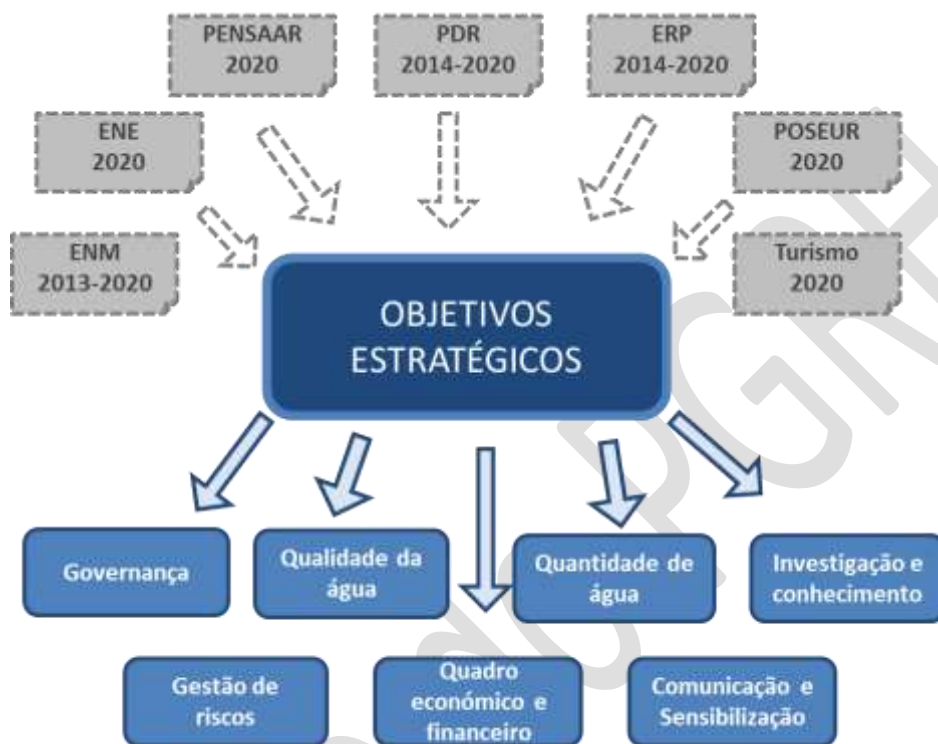 PENSAAR
2020
PDR
2014-2020
ERP
2014-2020
ENE
2020
POSEUR
2020
ENM
2013-2020
Turismo
2020
OBJETIVOS
ESTRATÉGICOS
Governança
Qualidade da
água
Quantidade de
água
Investigação e
conhecimento
Gestão de
riscos
Quadro
económico e
financeiro
Comunicação e
Sensibilização